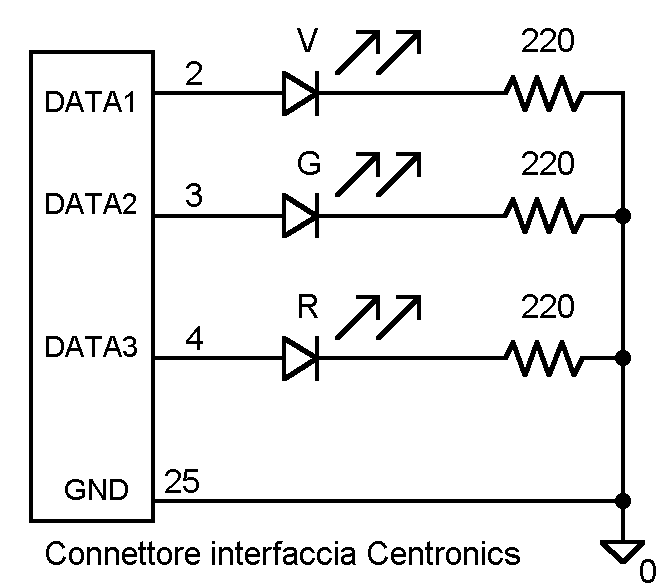 V 220
2
DATA1
G 220
3
DATA2
R 220
4
DATA3
25
GND
Connettore interfaccia Centronics
0